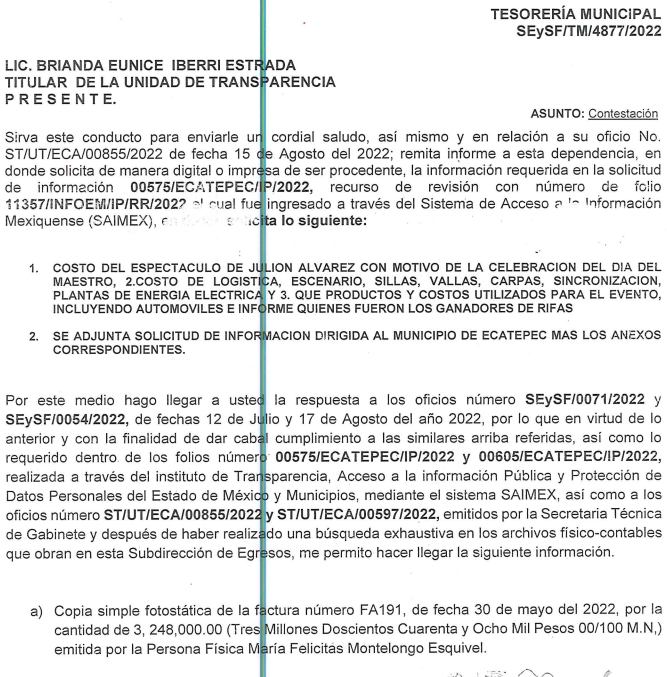 TESORERÍA MUNICIPAL
SEySF/TM/4877/2022
LIC. BRIANDA EUNICE IBERRI ESTRADA
TITULAR DE LA UNIDAD DE TRANSPARENCIA
P R E S E N T E.
ASUNTO: Contestación
Sirva este conducto para enviarle un cordial saludo, así mismo y en relación a su oficio No.
ST/UT/ECA/00855/2022 de fecha 15 de Agosto del 2022; remita informe a esta dependencia, en
donde solicita de manera digital o impresa de ser procedente, la información requerida en la solicitud
de información 00575/ECATEPEC/IP/2022, recurso de revisión con número de folio
11357/INFOEM/IP/RR/2022 el cual fue ingresado a través del Sistema de Acceso a la Información
Mexiquense (SAIMEX), lo siguiente:
1. COSTO DEL ESPECTACULO DE JULION ALVAREZ CON MOTIVO DE LA CELEBRACION DEL DIA DEL
MAESTRO, 2.COSTO DE LOGISTICA, ESCENARIO, SILLAS, VALLAS, CARPAS, SINCRONIZACION,
PLANTAS DE ENERGIA ELECTRICA Y 3. QUE PRODUCTOS Y COSTOS UTILIZADOS PARA EL EVENTO,
INCLUYENDO AUTOMOVILES E INFORME QUIENES FUERON LOS GANADORES DE RIFAS
2. SE ADJUNTA SOLICITUD DE INFORMACION DIRIGIDA AL MUNICIPIO DE ECATEPEC MAS LOS ANEXOS
CORRESPONDIENTES.
Por este medio hago llegar a usted la respuesta a los oficios número SEySF/0071/2022 y
SEySF/0054/2022, de fechas 12 de Julio y 17 de Agosto del año 2022, por lo que en virtud de lo
anterior y con la finalidad de dar cabal cumplimiento a las similares arriba referidas, así como lo
requerido dentro de los folios número 00575/ECATEPEC/IP/2022 y 00605/ECATEPEC/IP/2022,
realizada a través del instituto de Transparencia, Acceso a la información Pública y Protección de
Datos Personales del Estado de México y Municipios, mediante el sistema SAIMEX, así como a los
oficios número ST/UT/ECA/00855/2022 y ST/UT/ECA/00597/2022, emitidos por la Secretaria Técnica
de Gabinete y después de haber realizado una búsqueda exhaustiva en los archivos físico-contables
que obran en esta Subdirección de Egresos, me permito hacer llegar la siguiente información.
a) Copia simple fotostática de la factura número FA191, de fecha 30 de mayo del 2022, por la
cantidad de 3, 248,000.00 (Tres Millones Doscientos Cuarenta y Ocho Mil Pesos 00/100 M.N,)
emitida por la Persona Física María Felicitas Montelongo Esquivel.